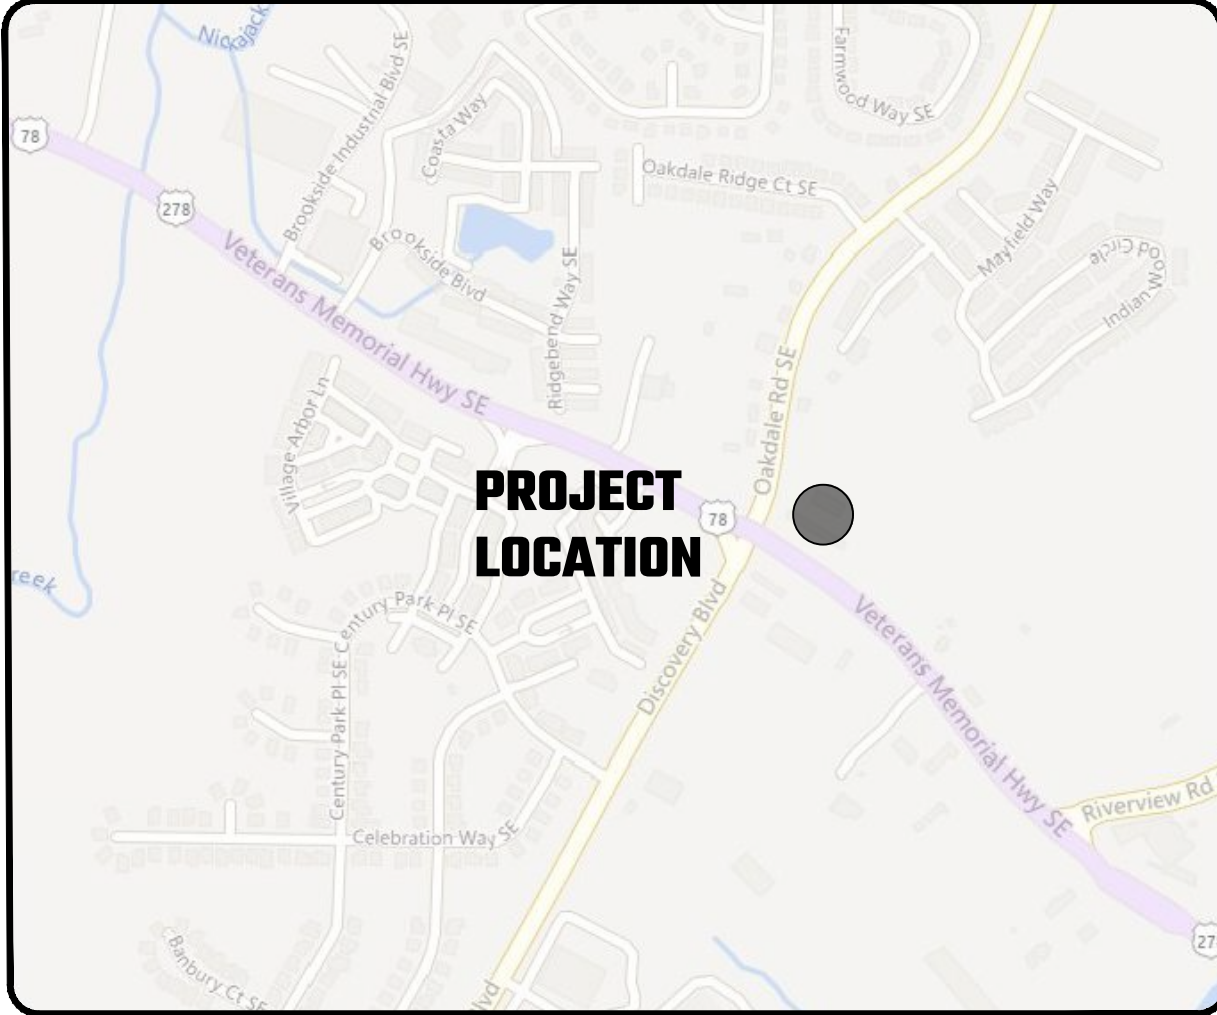 Nickajack
Farmwood Way SE
Brookside Industrial Blvd SE
Coasta Way
78
Oakdale Ridge Ct SE
278
Mayfield Way
Veterans Memorial Hwy SE
Brookside Blvd
Indian Wood Circle
Ridgebend Way SE
Oakdale Rd SE
Village Arbor Ln
PROJECT
LOCATION
78
reek
Century Park Pl SE
Veterans Memorial Hwy SE
Discovery Blvd
Century Park Pl SE
Riverview Rd
Celebration Way SE
27
Banbury Ct SE
lvd